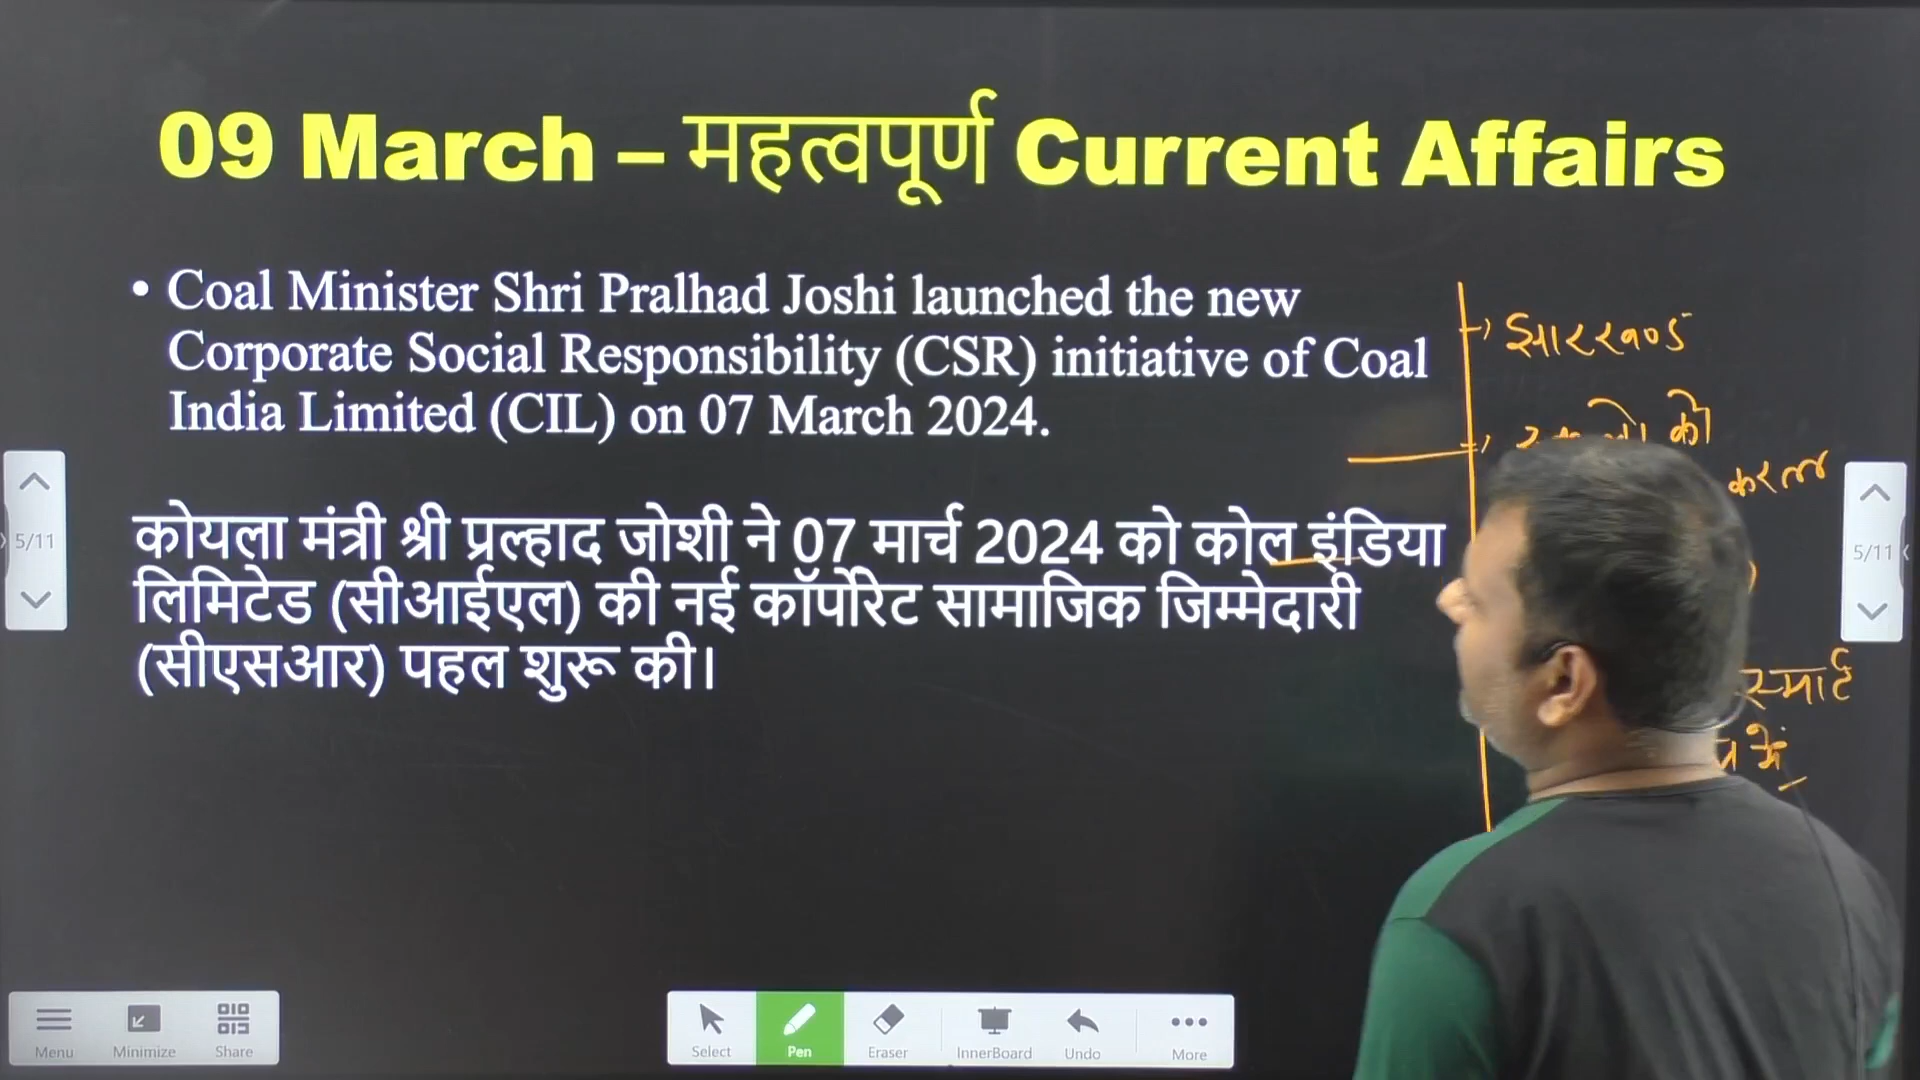 09 March – महत्वपूर्ण Current Affairs
• Coal Minister Shri Pralhad Joshi launched the new
Corporate Social Responsibility (CSR) initiative of Coal
India Limited (CIL) on 07 March 2024.
कोयला मंत्री श्री प्रल्हाद जोशी ने 07 मार्च 2024 को कोल इंडिया
लिमिटेड (सीआईएल) की नई कॉर्पोरेट सामाजिक जिम्मेदारी
(सीएसआर) पहल शुरू की।
झारखण्ड
को
करना
स्मार्ट
में
5/11
5/11
Menu Minimize Share
Select Pen Eraser InnerBoard Undo More